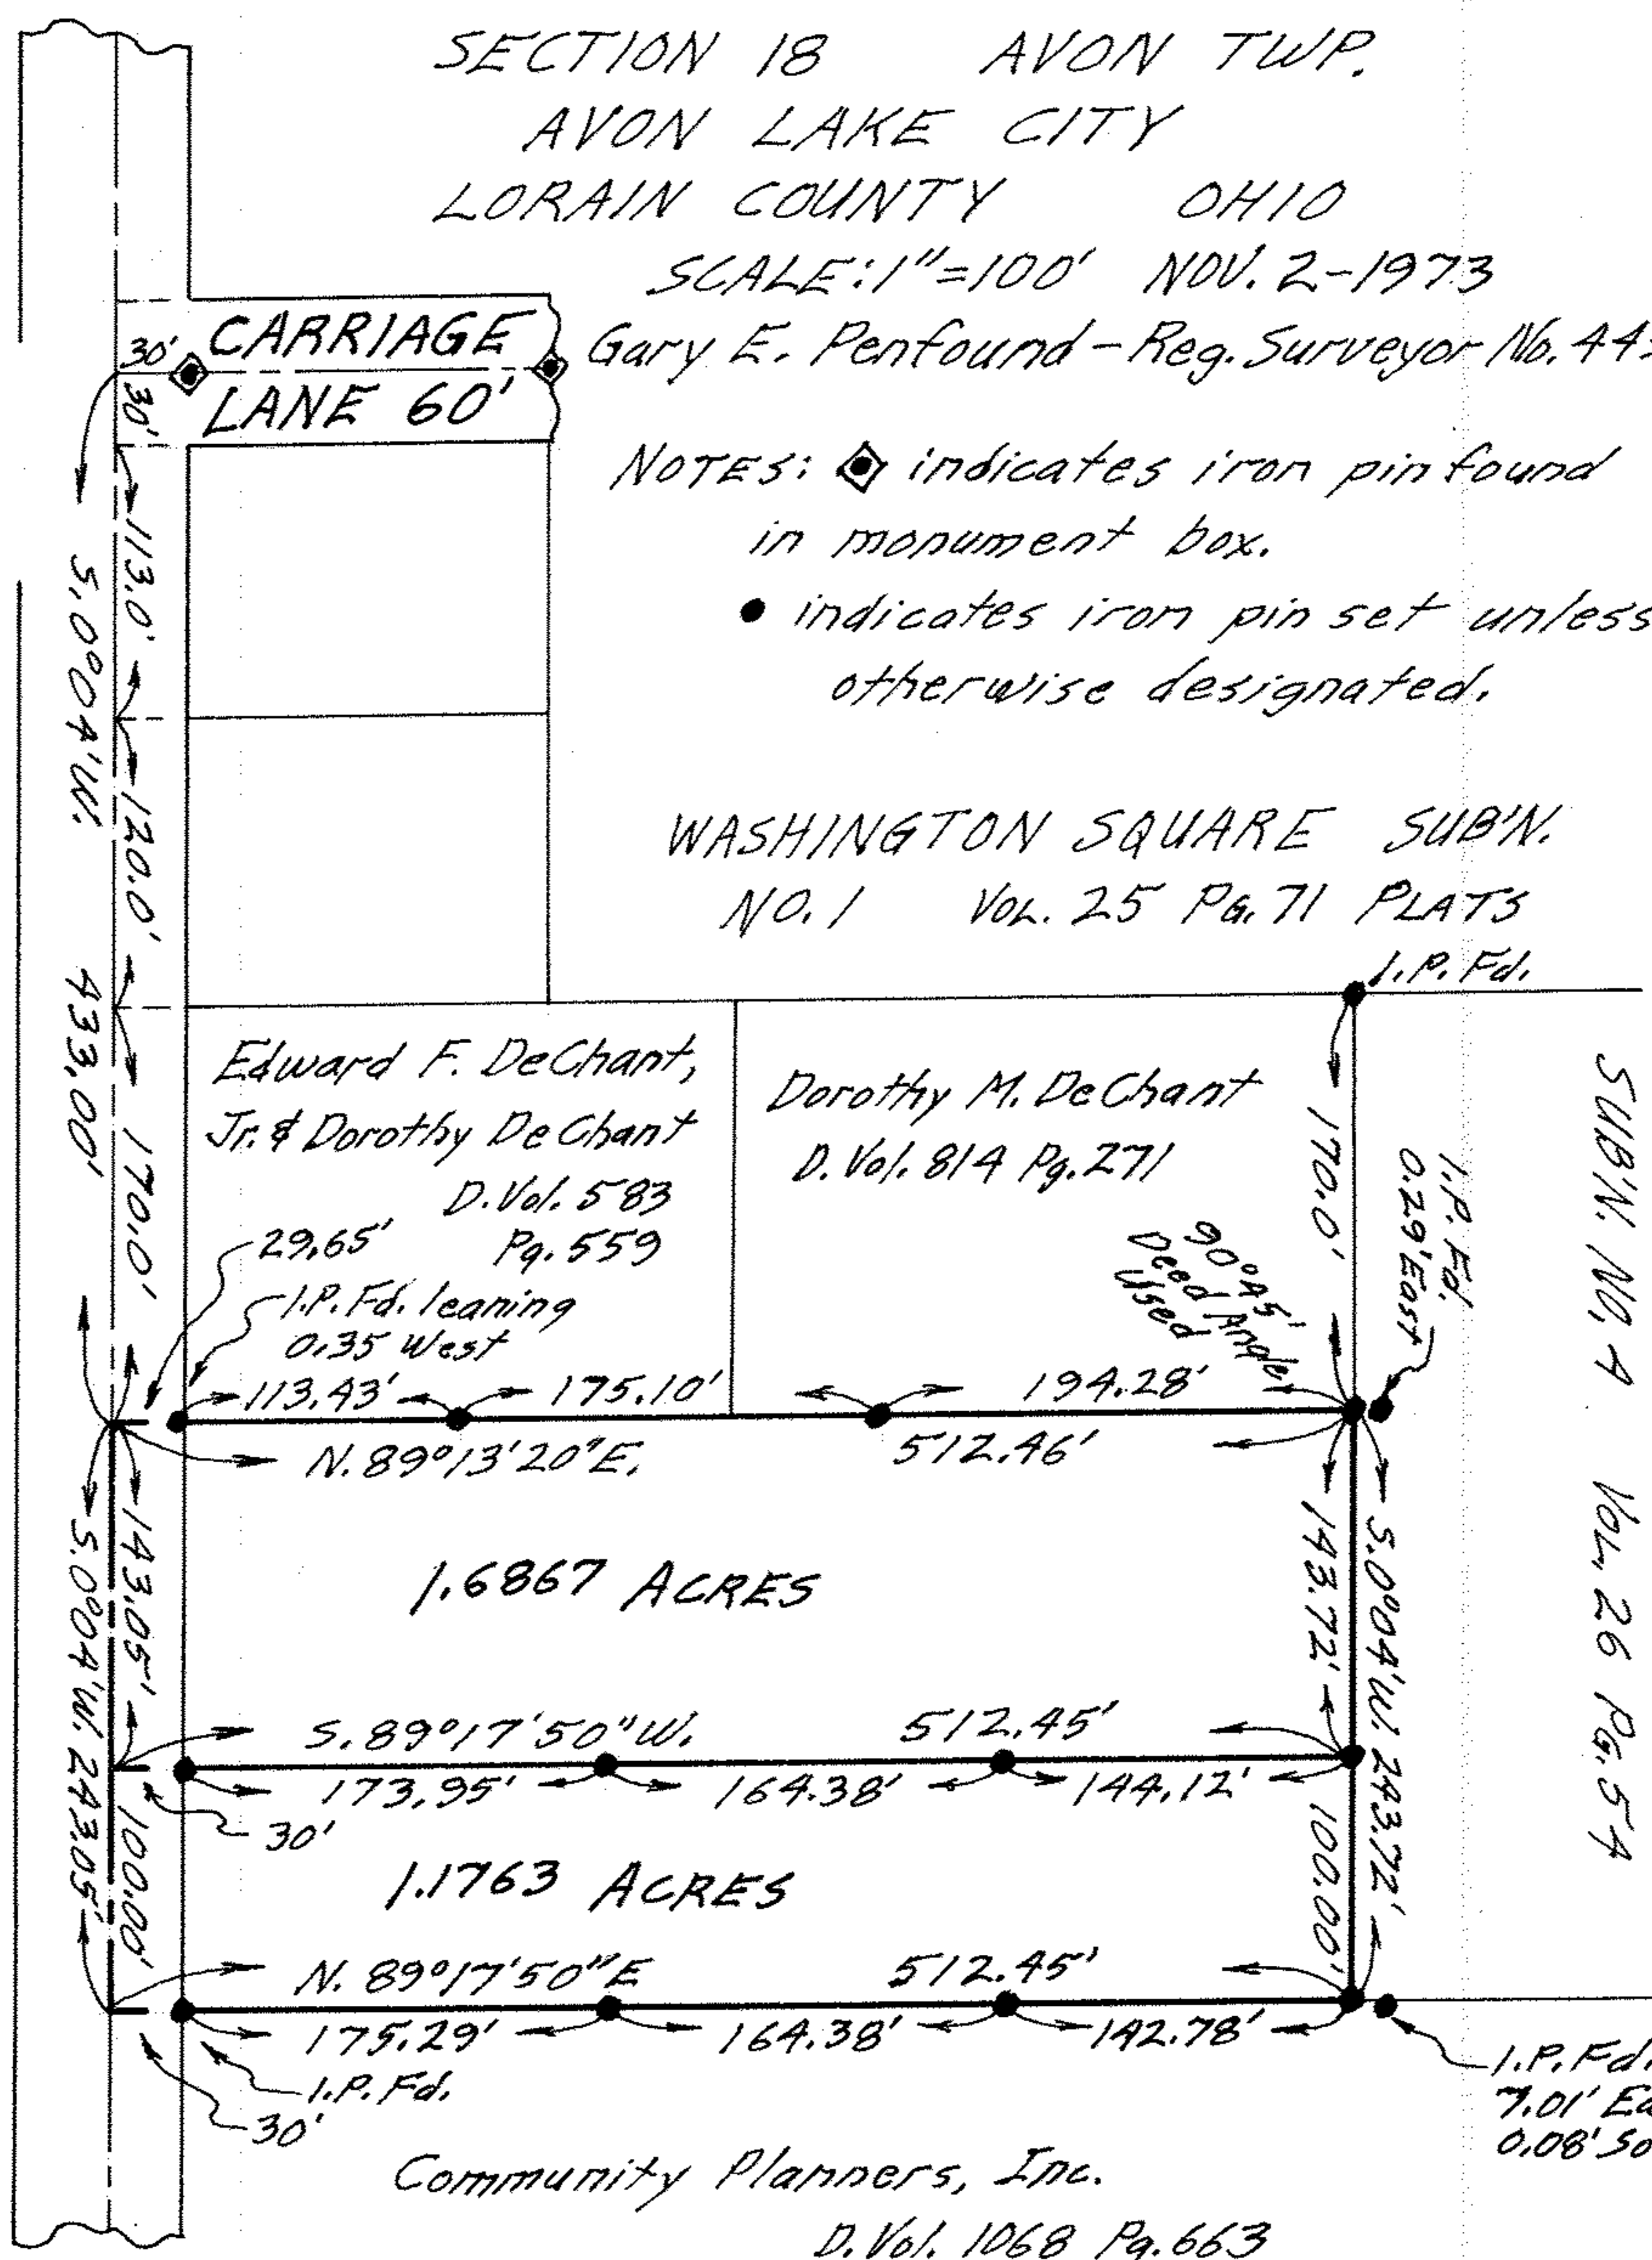 SECTION 18 AVON TWP.
AVON LAKE CITY
LORAIN COUNTY OHIO
SCALE: 1"=100' NOV. 2-1973
Gary E. Penfound - Reg. Surveyor No.
30' CARRIAGE
30' LANE 60'
NOTES: indicates iron pin found
in monument box.
• indicates iron pin set unless
otherwise designated.
S. 0°04'W. 433.00'
113.0'
120.0'
170.0'
WASHINGTON SQUARE SUB'N.
NO. 1 VOL. 25 PG. 71 PLATS
I.P. Fd.
Edward F. DeChant,
Jr. & Dorothy DeChant
D. Vol. 583
Pg. 559
Dorothy M. DeChant
D. Vol. 814 Pg. 271
29.65'
I.P. Fd. leaning
0.35 West
170.0'
90°45'
Deed Angle
Used
I.P. Fd.
0.29' East
SUB'N. NO. 4 VOL. 26 PG. 54
113.43' 175.10' 194.28'
N. 89°13'20"E. 512.46'
S. 0°04'W. 243.05'
143.05'
1.6867 ACRES
143.72'
S. 0°04'W. 243.72'
S. 89°17'50"W. 512.45'
173.95' 164.38' 144.12'
30'
100.00'
1.1763 ACRES
100.00'
N. 89°17'50"E 512.45'
175.29' 164.38' 142.78'
I.P. Fd.
30'
I.P. Fd.
7.01'
0.08'
Community Planners, Inc.
D. Vol. 1068 Pg. 663